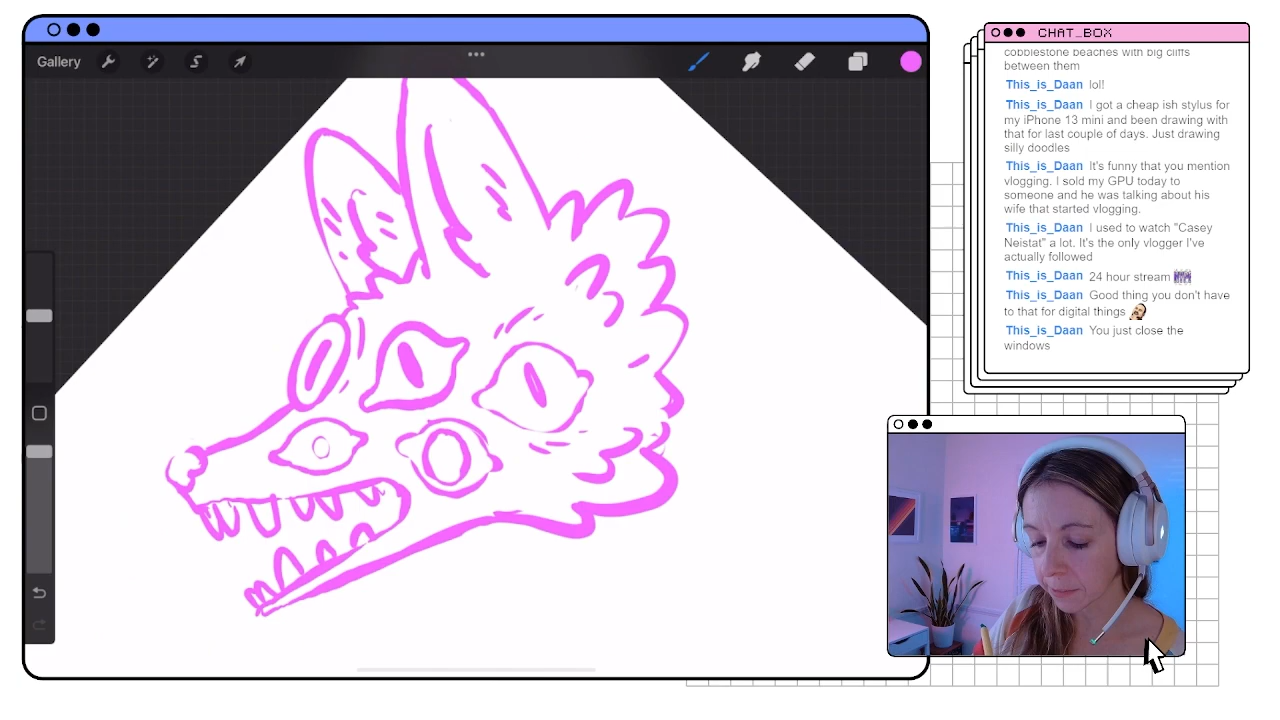 Gallery
CHAT_BOX
cobblestone beaches with big cliffs
between them
This_is_Daan lol!
This_is_Daan I got a cheap ish stylus for
my iPhone 13 mini and been drawing with
that for last couple of days. Just drawing
silly doodles
This_is_Daan It's funny that you mention
vlogging. I sold my GPU today to
someone and he was talking about his
wife that started vlogging.
This_is_Daan I used to watch "Casey
Neistat" a lot. It's the only vlogger I've
actually followed
This_is_Daan 24 hour stream
This_is_Daan Good thing you don't have
to that for digital things
This_is_Daan You just close the
windows